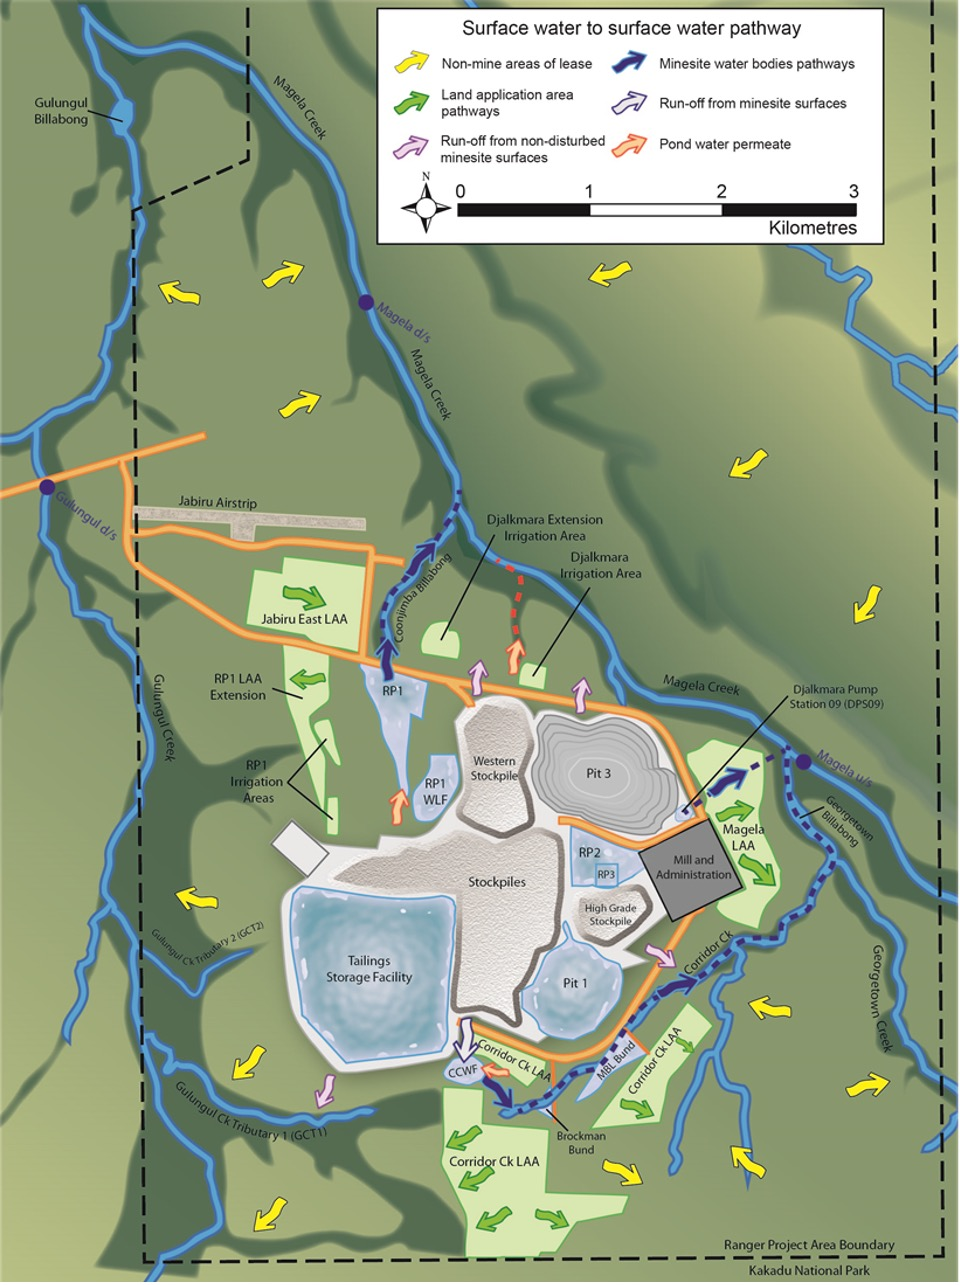 Surface water to surface water pathway
Non-mine areas of lease
Minesite water bodies pathways
Land application area
pathways
Run-off from minesite surfaces
Run-off from non-disturbed
minesite surfaces
Pond water permeate
N
0 1 2 3
Kilometres
Gulungul
Billabong
Magela Creek
Magela d/s
Magela Creek
Gulungul d/s
Jabiru Airstrip
Djalkmara Extension
Irrigation Area
Djalkmara
Irrigation Area
Coonjimba Billabong
Jabiru East LAA
RP1 LAA
Extension
RP1
Magela Creek
Djalkmara Pump
Station 09 (DPS09)
Gulungul Creek
RP1
Irrigation
Areas
RP1
WLF
Western
Stockpile
Pit 3
Magela u/s
Georgetown
Billabong
Magela
LAA
RP2
RP3
Mill and
Administration
Stockpiles
High Grade
Stockpile
Gulungul Ck Tributary 2 (GCT2)
Tailings
Storage Facility
Pit 1
Corridor Ck
Georgetown Creek
Corridor Ck LAA
CCWF
MBL Bund
Corridor Ck LAA
Gulungul Ck Tributary 1 (GCT1)
Brockman
Bund
Corridor Ck LAA
Ranger Project Area Boundary
Kakadu National Park